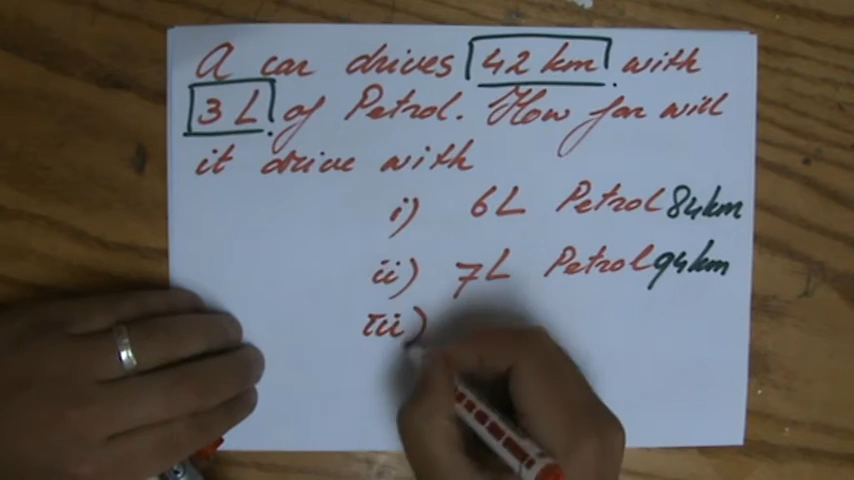 A car drives 42 km with
3 L of Petrol. How far will
it drive with
i) 6L Petrol 84km
ii) 7L Petrol 94km
iii)